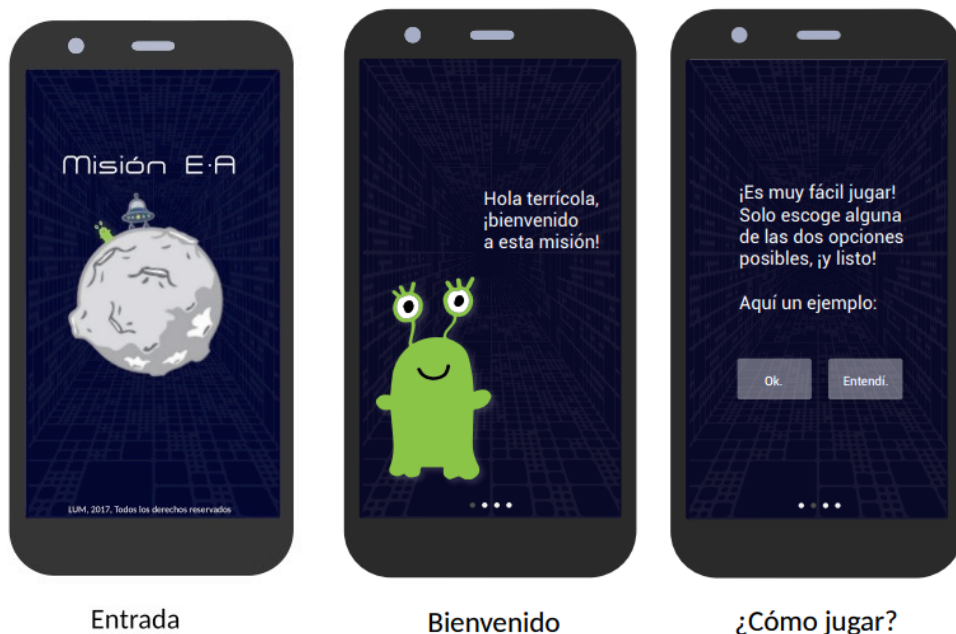 Misión E·A
LUM, 2017, Todos los derechos reservados
Entrada
Hola terrícola,
¡bienvenido
a esta misión!
Bienvenido
¡Es muy fácil jugar!
Solo escoge alguna
de las dos opciones
posibles, ¡y listo!
Aquí un ejemplo:
Ok.
Entendí.
¿Cómo jugar?